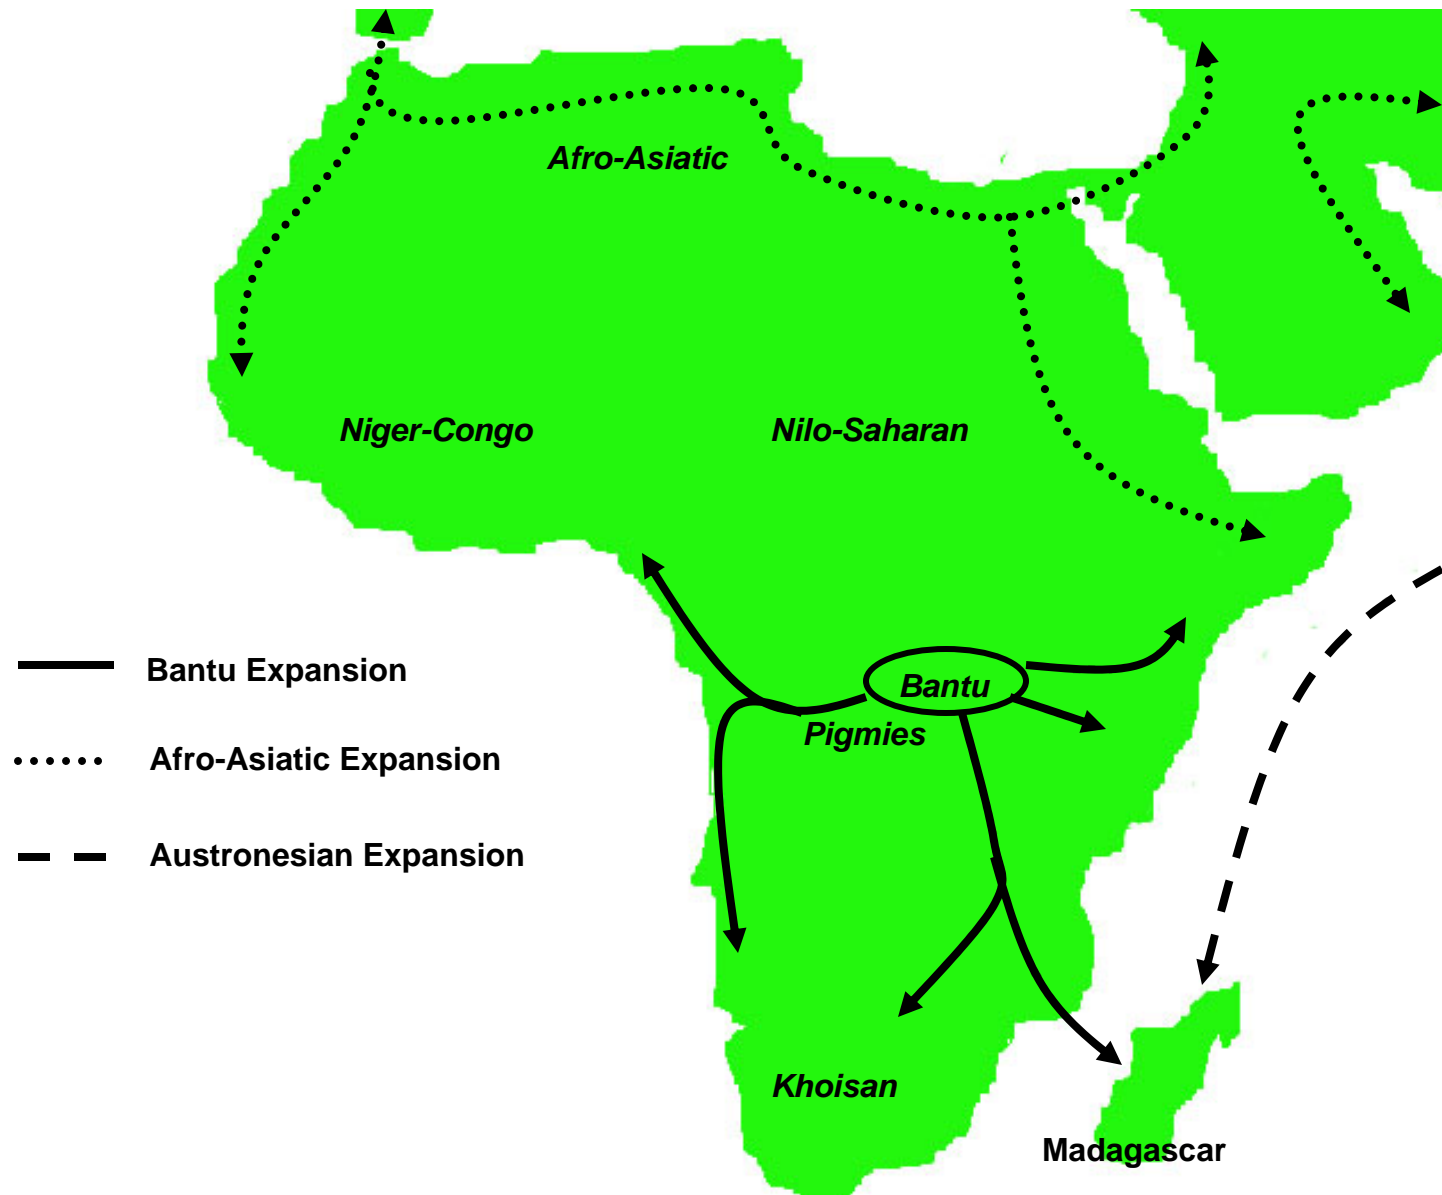 Afro-Asiatic
Niger-Congo
Nilo-Saharan
Bantu Expansion
Bantu
Pigmies
Afro-Asiatic Expansion
Austronesian Expansion
Khoisan
Madagascar